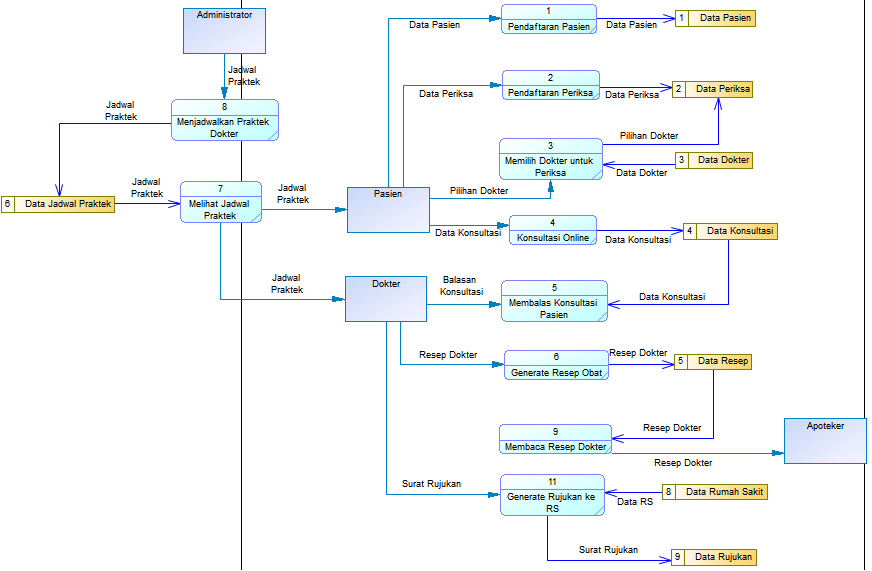 Administrator
1
Pendaftaran Pasien
Data Pasien
Data Pasien
1 Data Pasien
Jadwal
Praktek
2
Pendaftaran Periksa
Data Periksa
Data Periksa
2 Data Periksa
8
Menjadwalkan Praktek
Dokter
Jadwal
Praktek
Pilihan Dokter
3
Memilih Dokter untuk
Periksa
3 Data Dokter
Data Dokter
6 Data Jadwal Praktek
Jadwal
Praktek
7
Melihat Jadwal
Praktek
Jadwal
Praktek
Pasien
Pilihan Dokter
Data Konsultasi
4
Konsultasi Online
Data Konsultasi
4 Data Konsultasi
Jadwal
Praktek
Dokter
Balasan
Konsultasi
5
Membalas Konsultasi
Pasien
Data Konsultasi
Resep Dokter
6
Generate Resep Obat
Resep Dokter
5 Data Resep
9
Membaca Resep Dokter
Resep Dokter
Resep Dokter
Apoteker
Surat Rujukan
11
Generate Rujukan ke
RS
8 Data Rumah Sakit
Data RS
Surat Rujukan
9 Data Rujukan